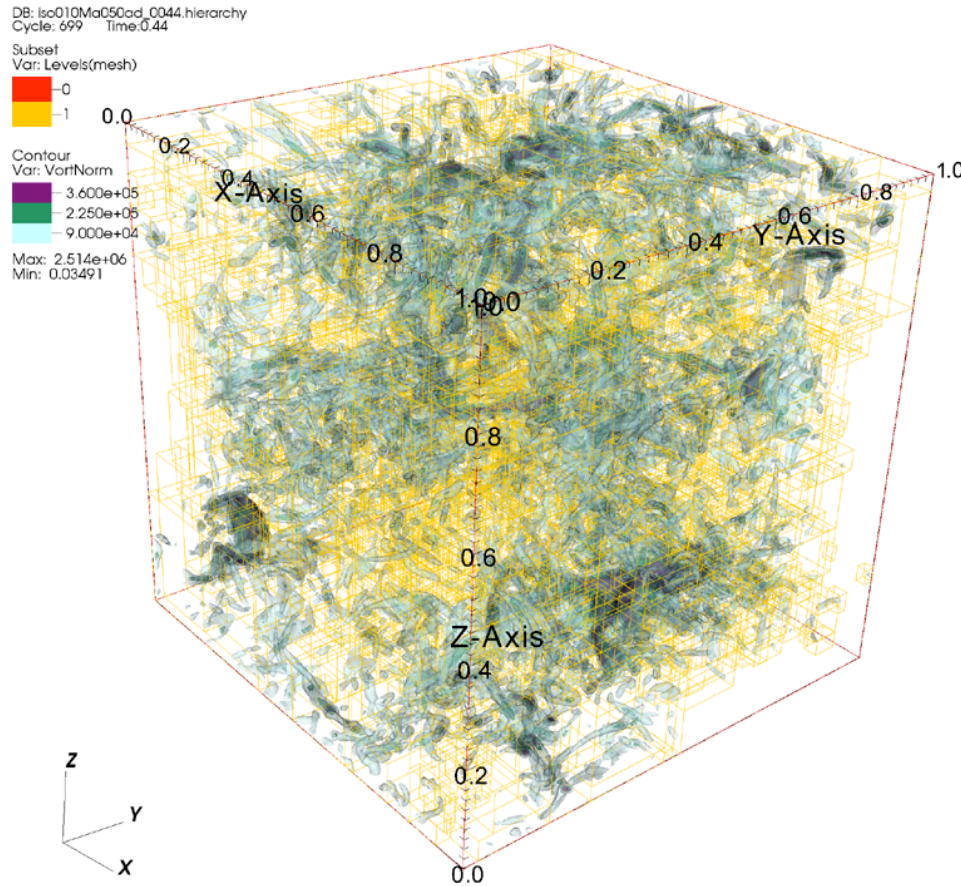 DB: iso010Ma050ad_0044.hierarchy
Cycle: 699 Time:0.44
Subset
Var: Levels(mesh)
0
1
Contour
Var: VortNorm
3.600e+05
2.250e+05
9.000e+04
Max: 2.514e+06
Min: 0.03491
0.0
0.2
0.4
X-Axis
0.6
0.8
1.0
0.0
0.2
0.4
0.6
Y-Axis
0.8
1.0
0.8
0.6
Z-Axis
0.4
0.2
0.0
Z
Y
X